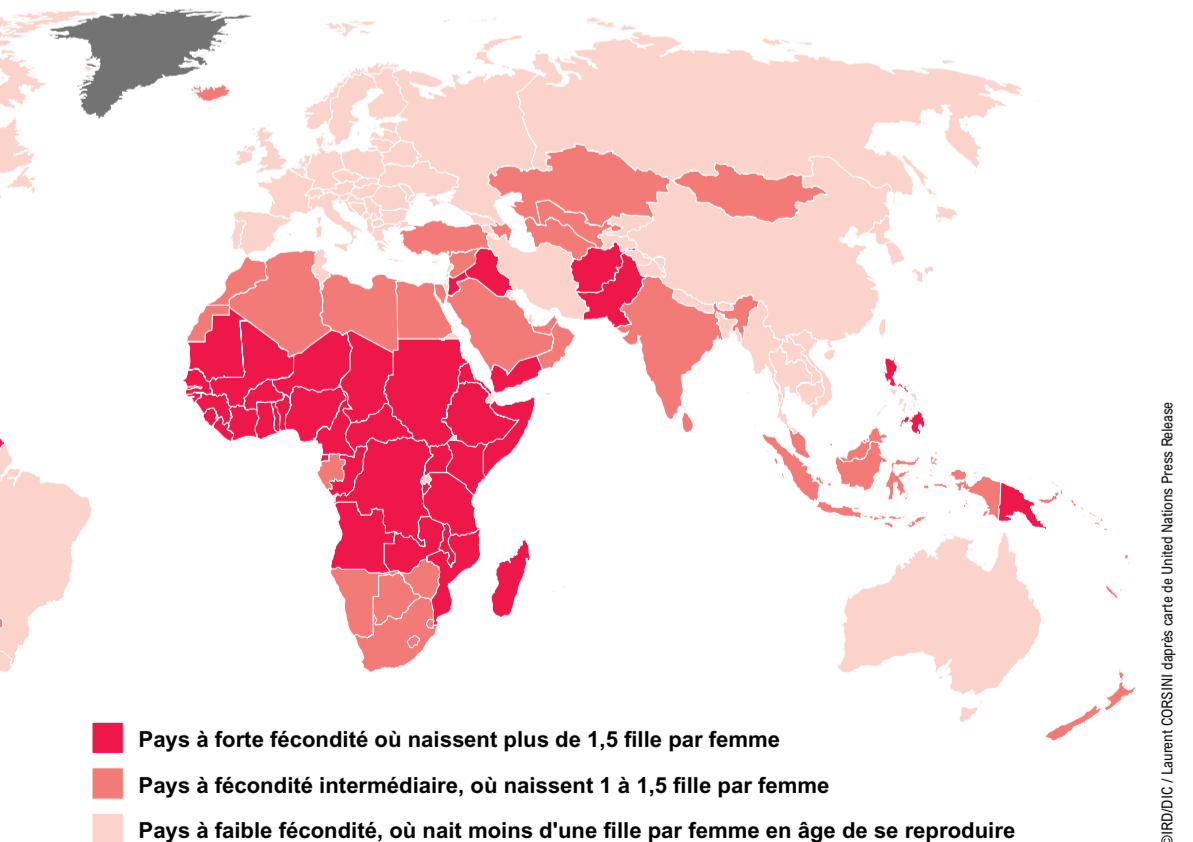 Pays à forte fécondité où naissent plus de 1,5 fille par femme
Pays à fécondité intermédiaire, où naissent 1 à 1,5 fille par femme
Pays à faible fécondité, où nait moins d'une fille par femme en âge de se reproduire
©IRD/DIC / Laurent CORSINI daprès carte de United Nations Press Release